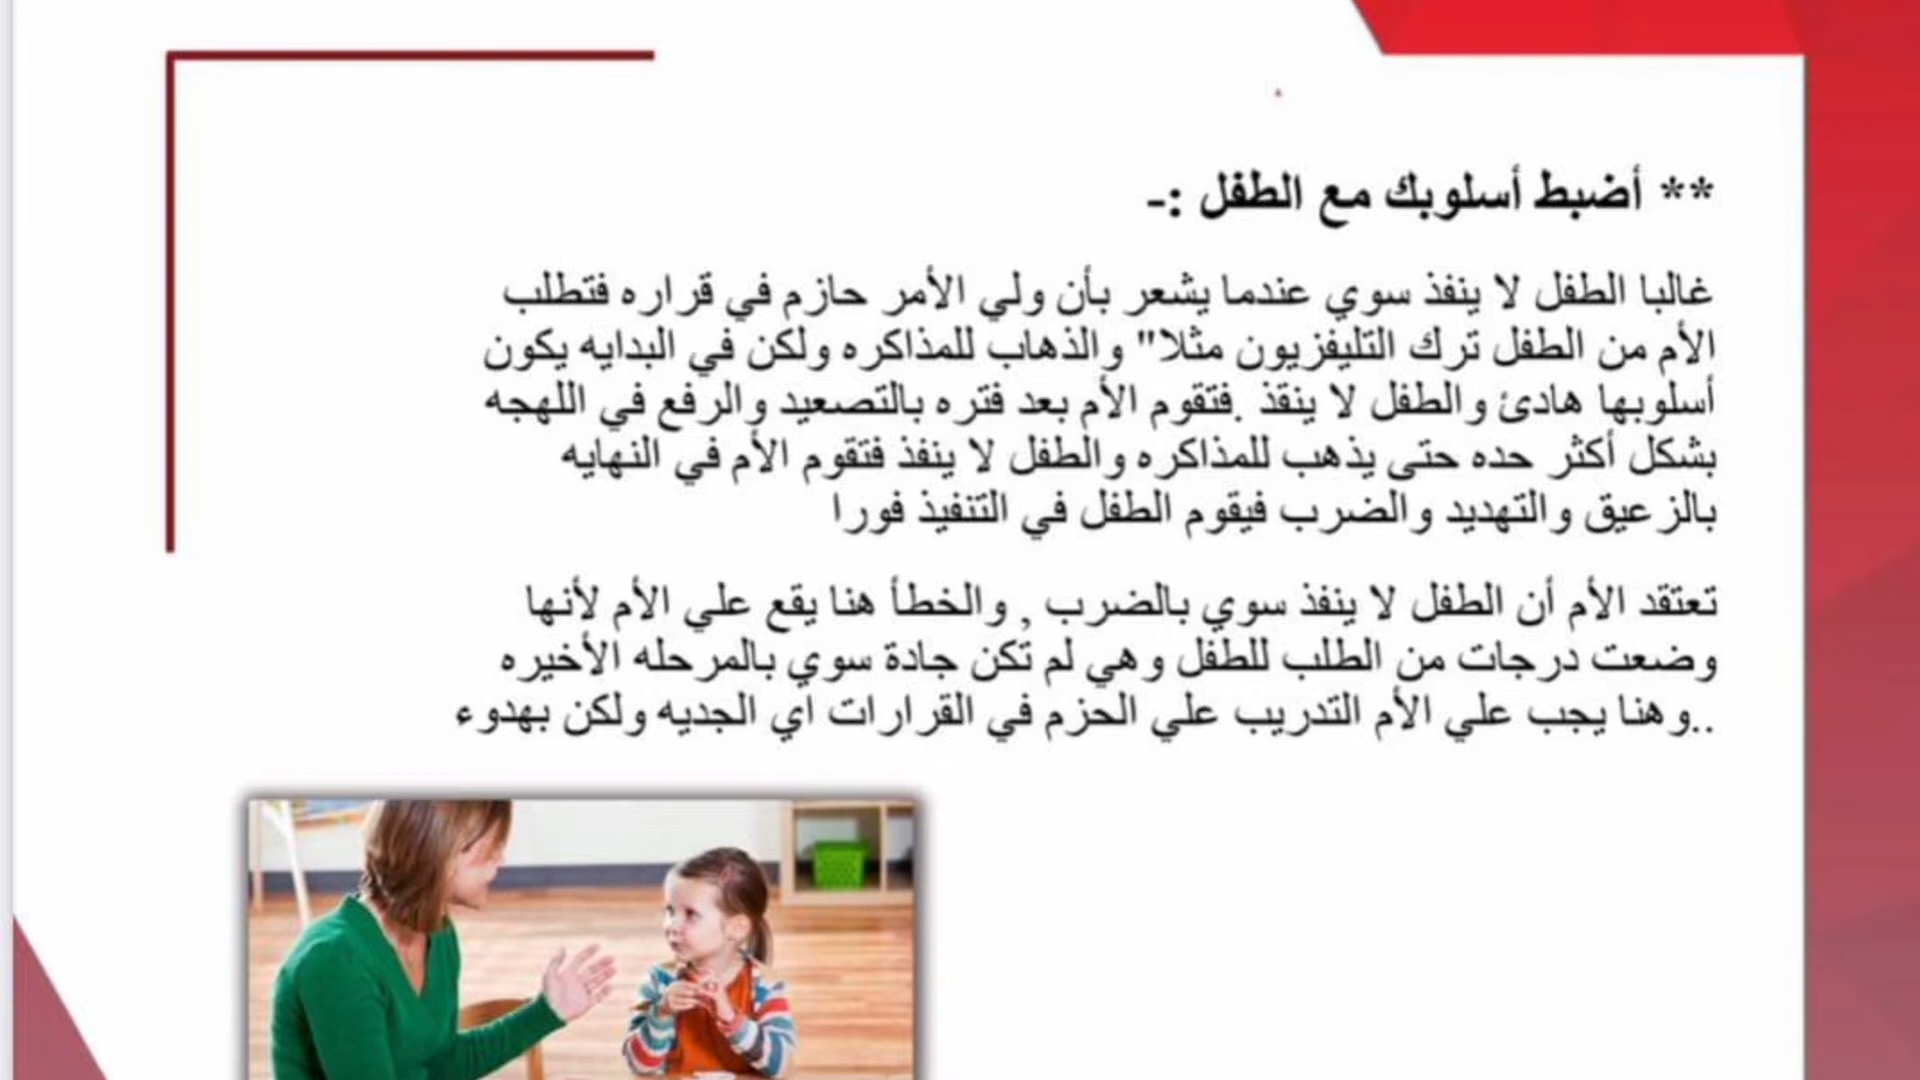 ** أضبط أسلوبك مع الطفل :-
غالبا الطفل لا ينفذ سوي عندما يشعر بأن ولي الأمر حازم في قراره فتطلب
الأم من الطفل ترك التليفزيون مثلا" والذهاب للمذاكره ولكن في البدايه يكون
أسلوبها هادئ والطفل لا ينقذ .فتقوم الأم بعد فتره بالتصعيد والرفع في اللهجه
بشكل أكثر حده حتى يذهب للمذاكره والطفل لا ينفذ فتقوم الأم في النهايه
بالزعيق والتهديد والضرب فيقوم الطفل في التنفيذ فورا
تعتقد الأم أن الطفل لا ينفذ سوي بالضرب , والخطأ هنا يقع علي الأم لأنها
وضعت درجات من الطلب للطفل وهي لم تكن جادة سوي بالمرحله الأخيره
..وهنا يجب علي الأم التدريب علي الحزم في القرارات أي الجديه ولكن بهدوء